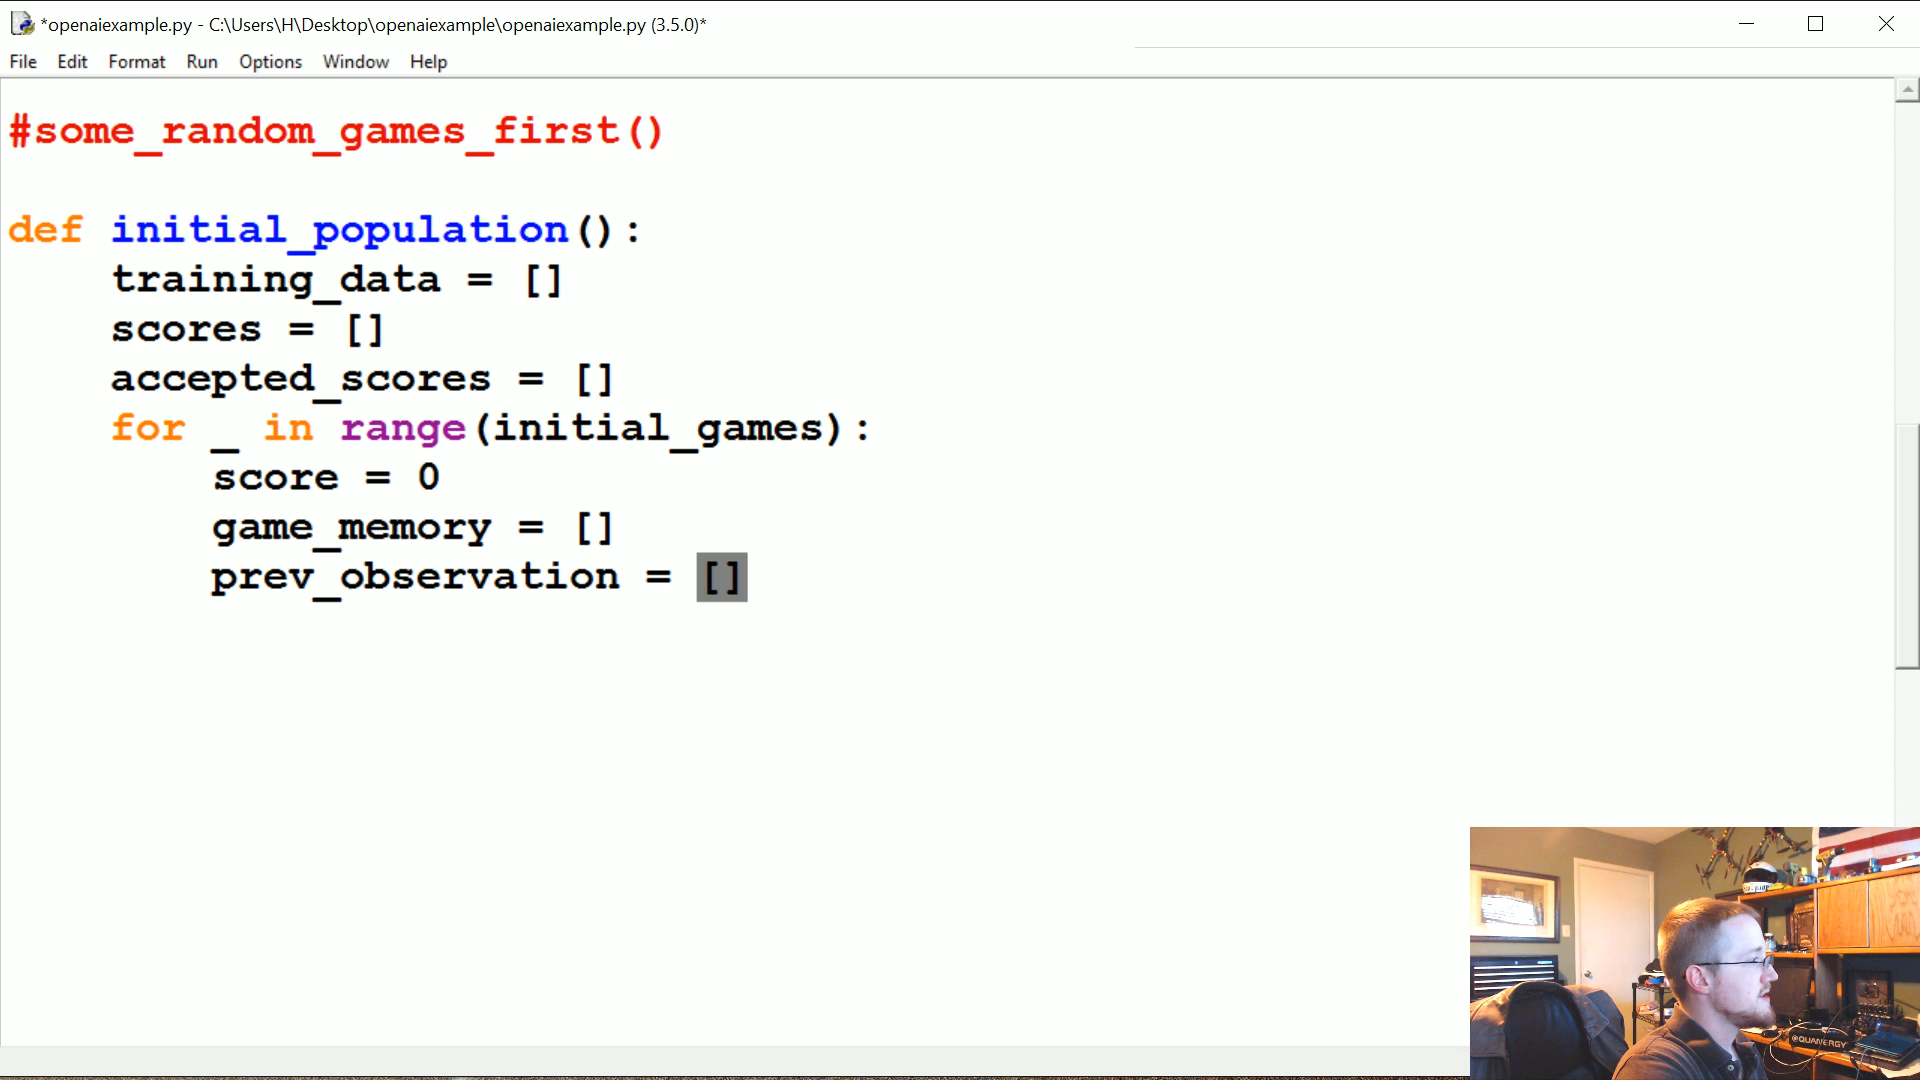 *openaiexample.py - C:\Users\H\Desktop\openaiexample\openaiexample.py (3.5.0)*
File Edit Format Run Options Window Help
#some_random_games_first()
def initial_population():
    training_data = []
    scores = []
    accepted_scores = []
    for _ in range(initial_games):
        score = 0
        game_memory = []
        prev_observation = []
QUANERGY